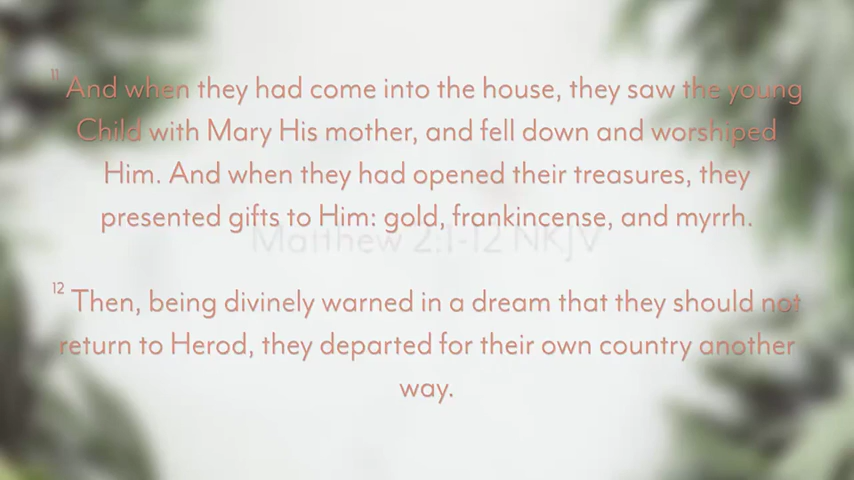 11 And when they had come into the house, they saw the young
Child with Mary His mother, and fell down and worshiped
Him. And when they had opened their treasures, they
presented gifts to Him: gold, frankincense, and myrrh.
Matthew 2:1-12 NKJV
12 Then, being divinely warned in a dream that they should not
return to Herod, they departed for their own country another
way.